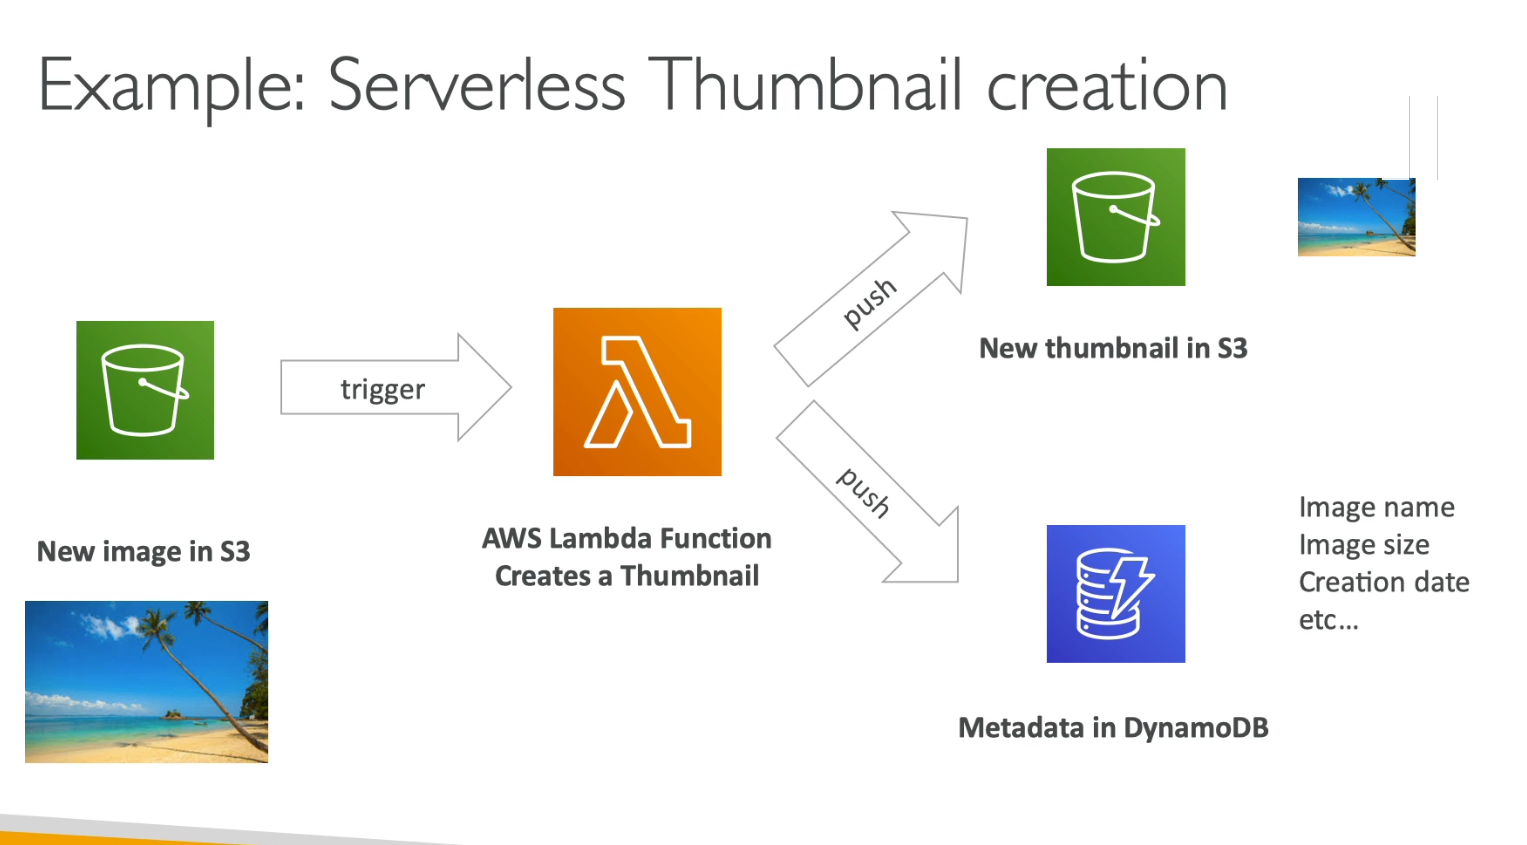 Example: Serverless Thumbnail creation
trigger
push
push
New image in S3
AWS Lambda Function
Creates a Thumbnail
New thumbnail in S3
Image name
Image size
Creation date
etc...
Metadata in DynamoDB